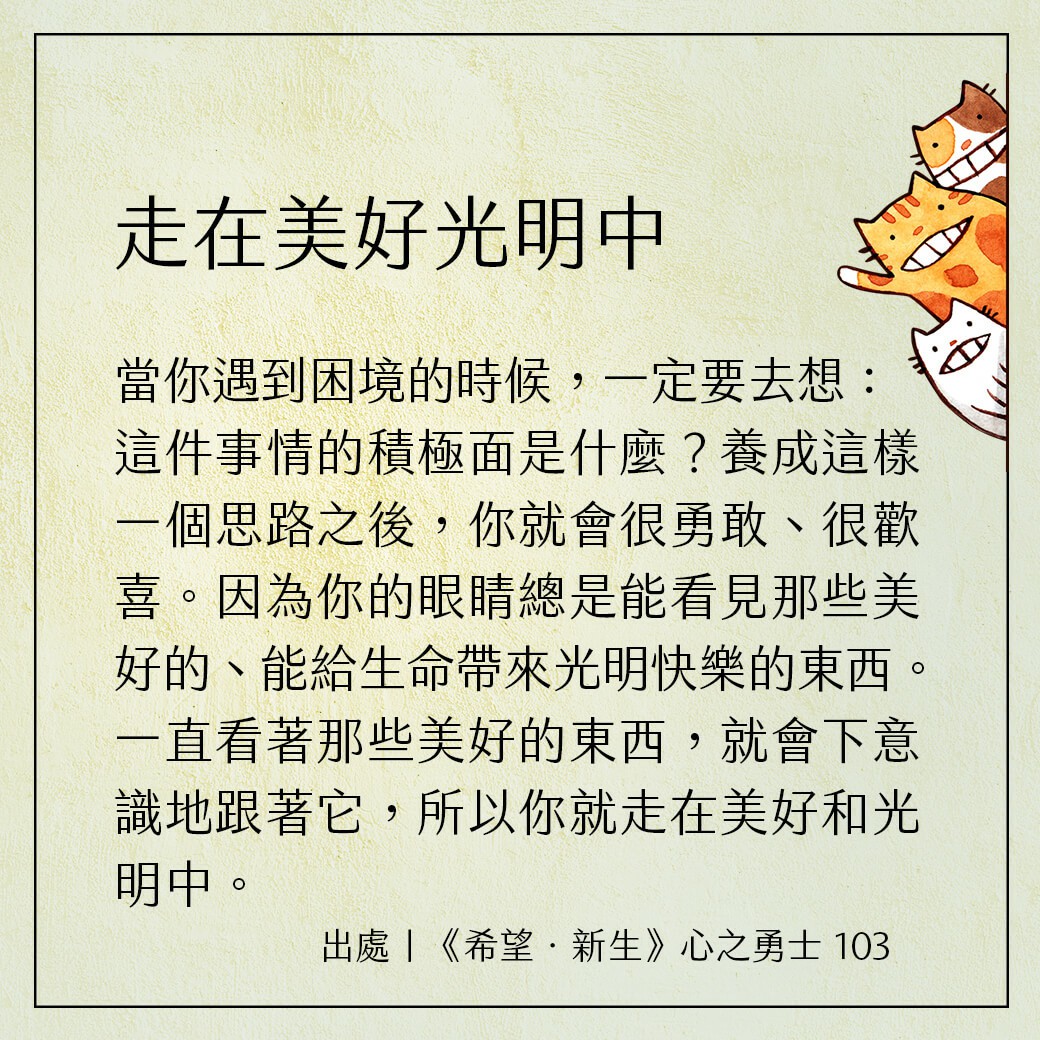 走在美好光明中
當你遇到困境的時候，一定要去想：
這件事情的積極面是什麼？養成這樣
一個思路之後，你就會很勇敢、很歡
喜。因為你的眼睛總是能看見那些美
好的、能給生命帶來光明快樂的東西。
一直看著那些美好的東西，就會下意
識地跟著它，所以你就走在美好和光
明中。
出處|《希望．新生》心之勇士 103